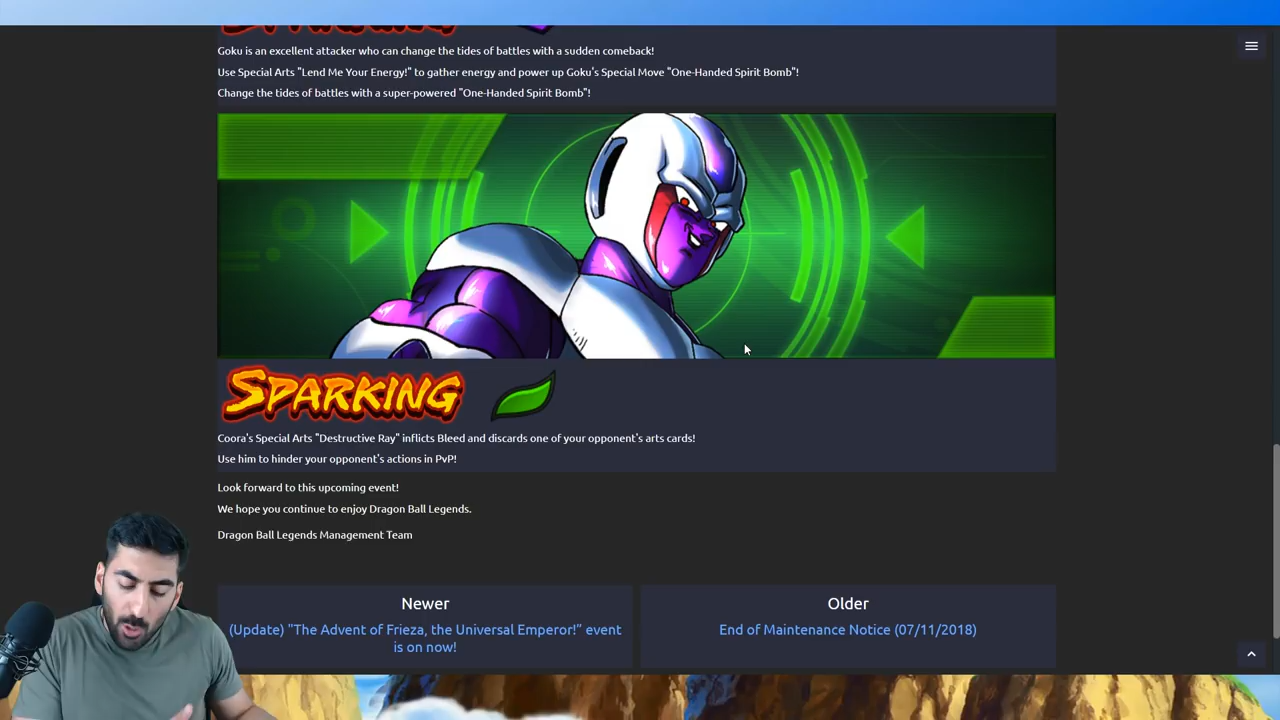 Goku is an excellent attacker who can change the tides of battles with a sudden comeback!
Use Special Arts "Lend Me Your Energy!" to gather energy and power up Goku's Special Move "One-Handed Spirit Bomb"!
Change the tides of battles with a super-powered "One-Handed Spirit Bomb"!
SPARKING
Coora's Special Arts "Destructive Ray" inflicts Bleed and discards one of your opponent's arts cards!
Use him to hinder your opponent's actions in PvP!
Look forward to this upcoming event!
We hope you continue to enjoy Dragon Ball Legends.
Dragon Ball Legends Management Team
Newer
(Update) "The Advent of Frieza, the Universal Emperor!” event
is on now!
Older
End of Maintenance Notice (07/11/2018)